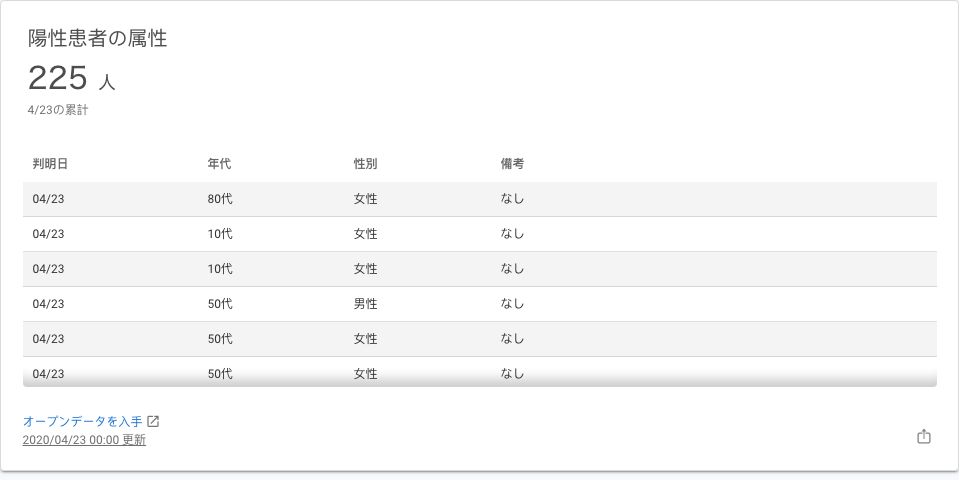 陽性患者の属性
225 人
4/23の累計
判明日 年代 性別 備考
04/23 80代 女性 なし
04/23 10代 女性 なし
04/23 10代 女性 なし
04/23 50代 男性 なし
04/23 50代 女性 なし
04/23 50代 女性 なし
オープンデータを入手
2020/04/23 00:00 更新